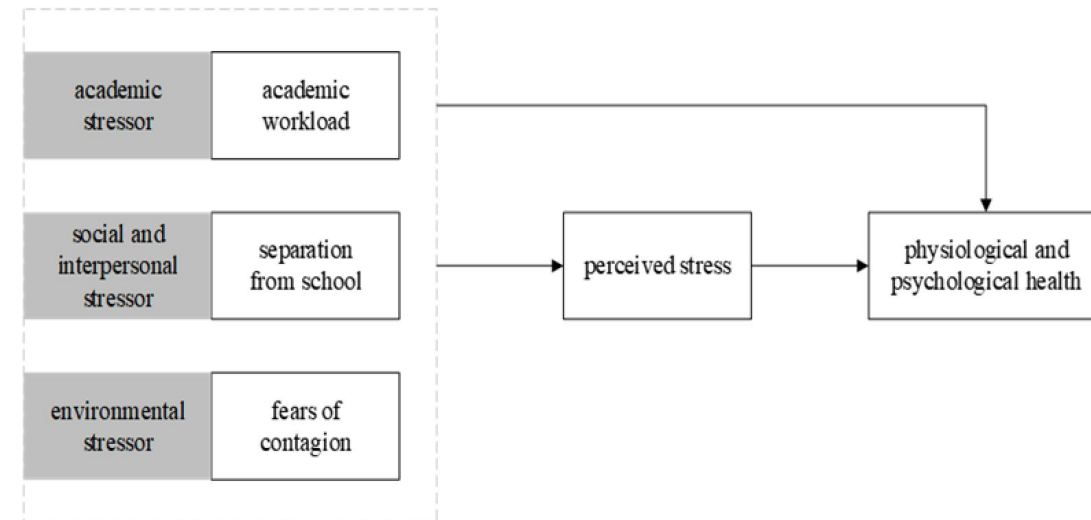 academic
stressor
academic
workload
social and
interpersonal
stressor
separation
from school
perceived stress
physiological and
psychological health
environmental
stressor
fears of
contagion